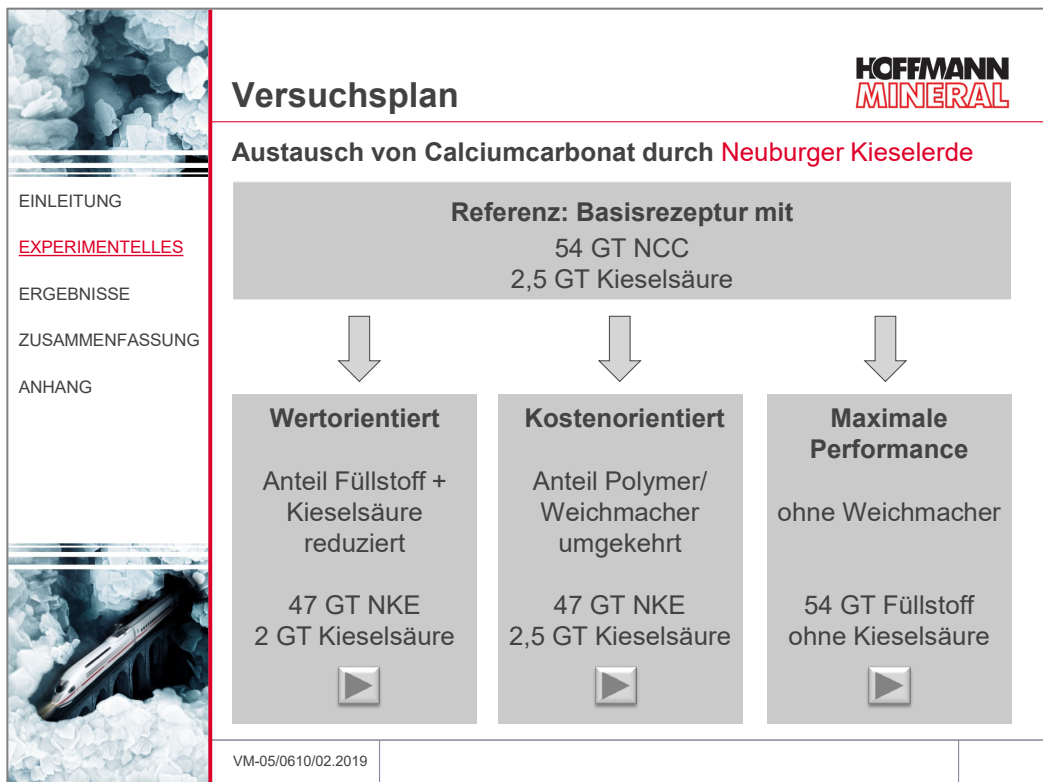 Versuchsplan
HOFFMANN
MINERAL
Austausch von Calciumcarbonat durch Neuburger Kieselerde
EINLEITUNG
EXPERIMENTELLES
ERGEBNISSE
ZUSAMMENFASSUNG
ANHANG
Referenz: Basisrezeptur mit
54 GT NCC
2,5 GT Kieselsäure
Wertorientiert
Anteil Füllstoff +
Kieselsäure
reduziert
47 GT NKE
2 GT Kieselsäure
Kostenorientiert
Anteil Polymer/
Weichmacher
umgekehrt
47 GT NKE
2,5 GT Kieselsäure
Maximale
Performance
ohne Weichmacher
54 GT Füllstoff
ohne Kieselsäure
VM-05/0610/02.2019